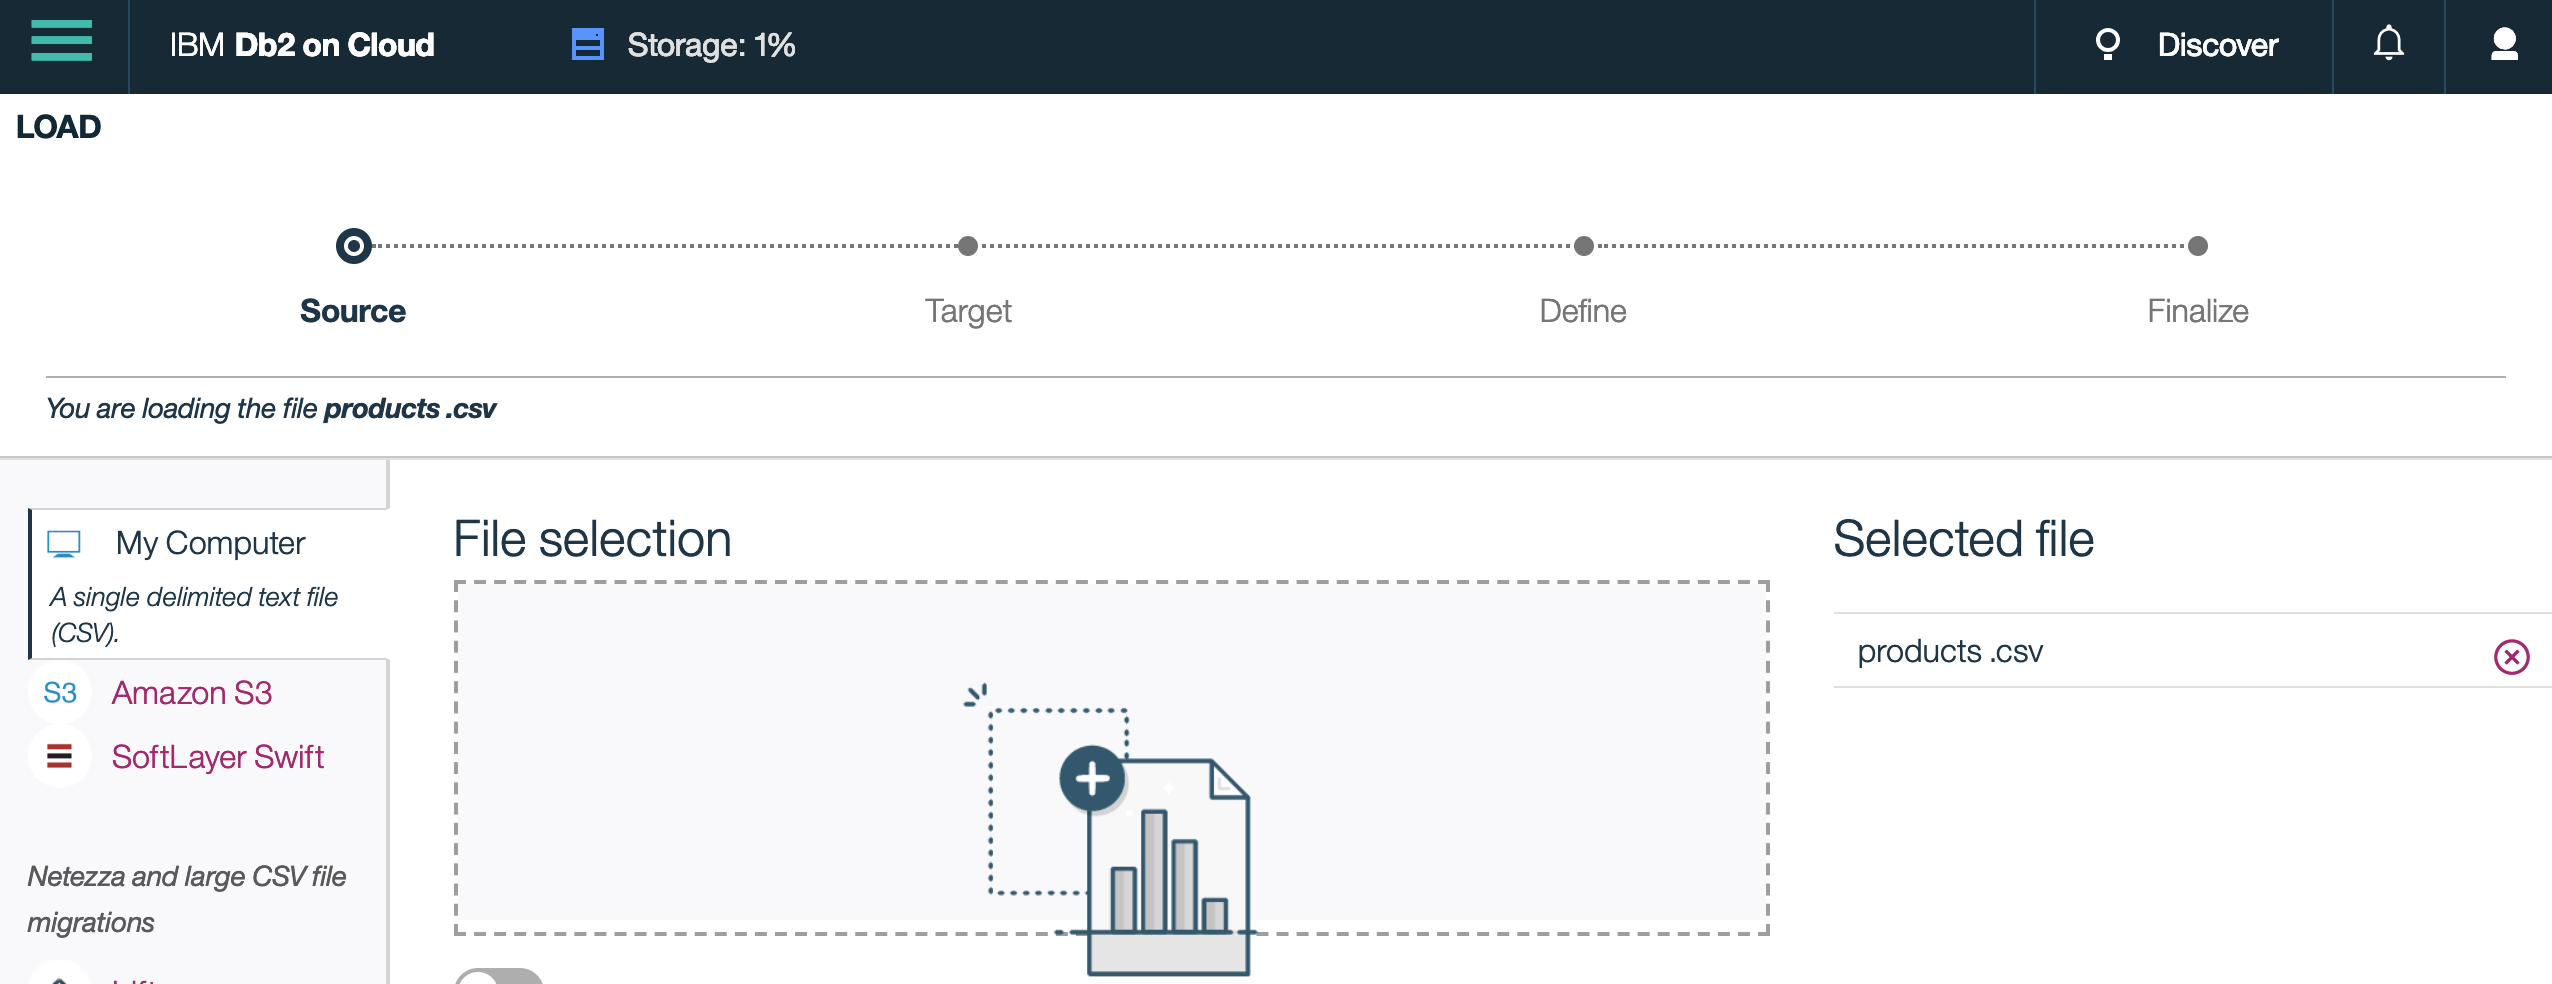 IBM Db2 on Cloud
Storage: 1%
Discover
LOAD
Source
Target
Define
Finalize
You are loading the file products .csv
My Computer
A single delimited text file
(CSV).
S3 Amazon S3
SoftLayer Swift
Netezza and large CSV file
migrations
File selection
Selected file
products .csv